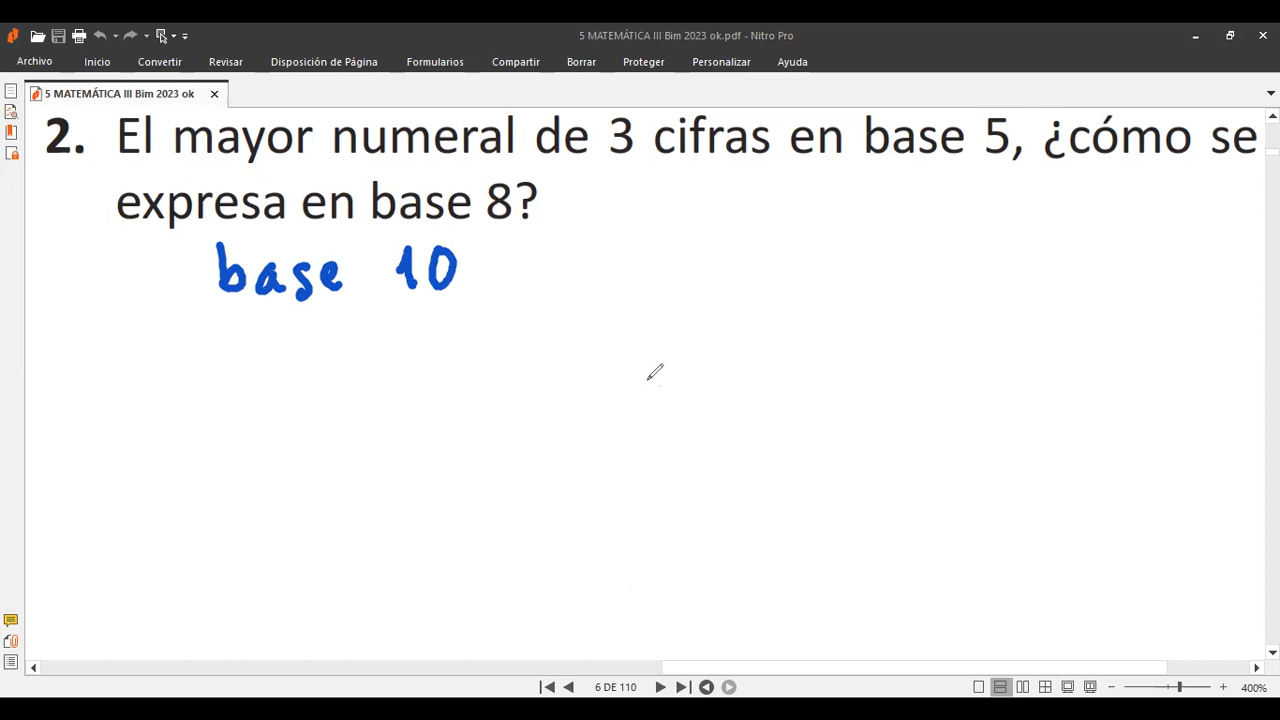 5 MATEMÁTICA III Bim 2023 ok.pdf - Nitro Pro
Archivo Inicio Convertir Revisar Disposición de Página Formularios Compartir Borrar Proteger Personalizar Ayuda
5 MATEMÁTICA III Bim 2023 ok
2. El mayor numeral de 3 cifras en base 5, ¿cómo se
expresa en base 8?
base 10
6 DE 110
400%